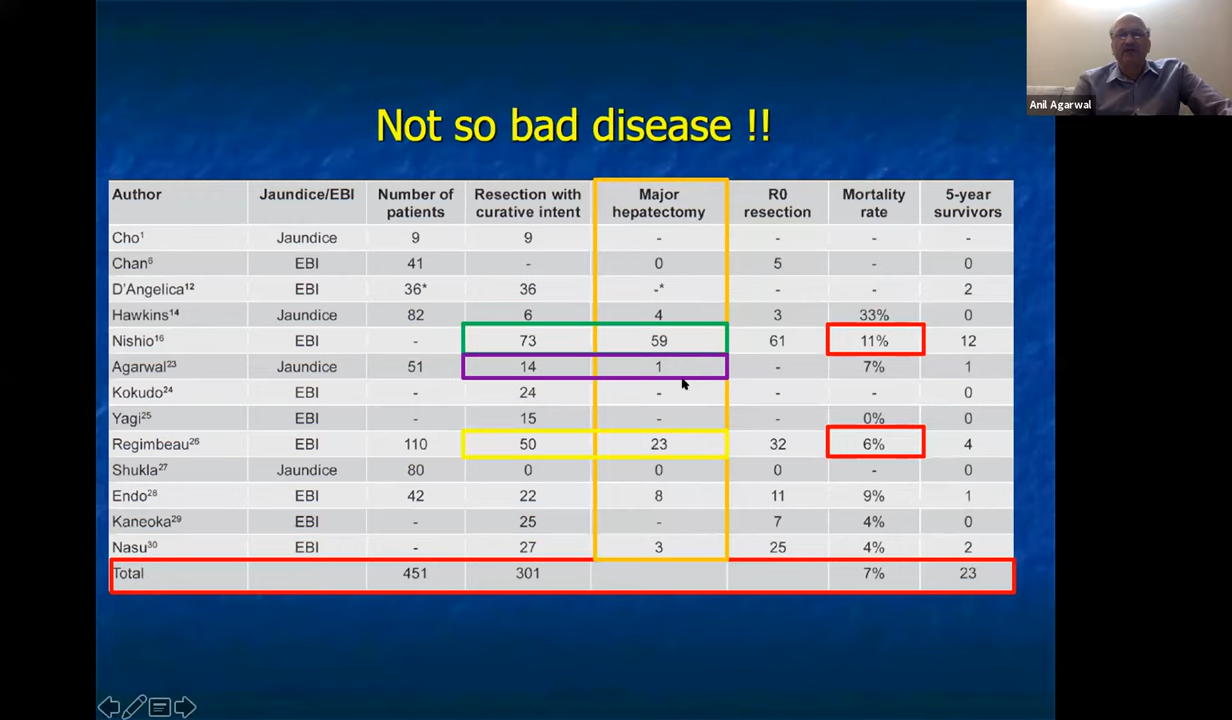 Anil Agarwal
Not so bad disease !!
Author Jaundice/EBI Number of patients Resection with curative intent Major hepatectomy R0 resection Mortality rate 5-year survivors
Cho1 Jaundice 9 9 - - - -
Chan6 EBI 41 - 0 5 - 0
D'Angelica12 EBI 36* 36 -* - - 2
Hawkins14 Jaundice 82 6 4 3 33% 0
Nishio16 EBI - 73 59 61 11% 12
Agarwal23 Jaundice 51 14 1 - 7% 1
Kokudo24 EBI - 24 - - - 0
Yagi25 EBI - 15 - - 0% 0
Regimbeau26 EBI 110 50 23 32 6% 4
Shukla27 Jaundice 80 0 0 0 - 0
Endo28 EBI 42 22 8 11 9% 1
Kaneoka29 EBI - 25 - 7 4% 0
Nasu30 EBI - 27 3 25 4% 2
Total 451 301 7% 23